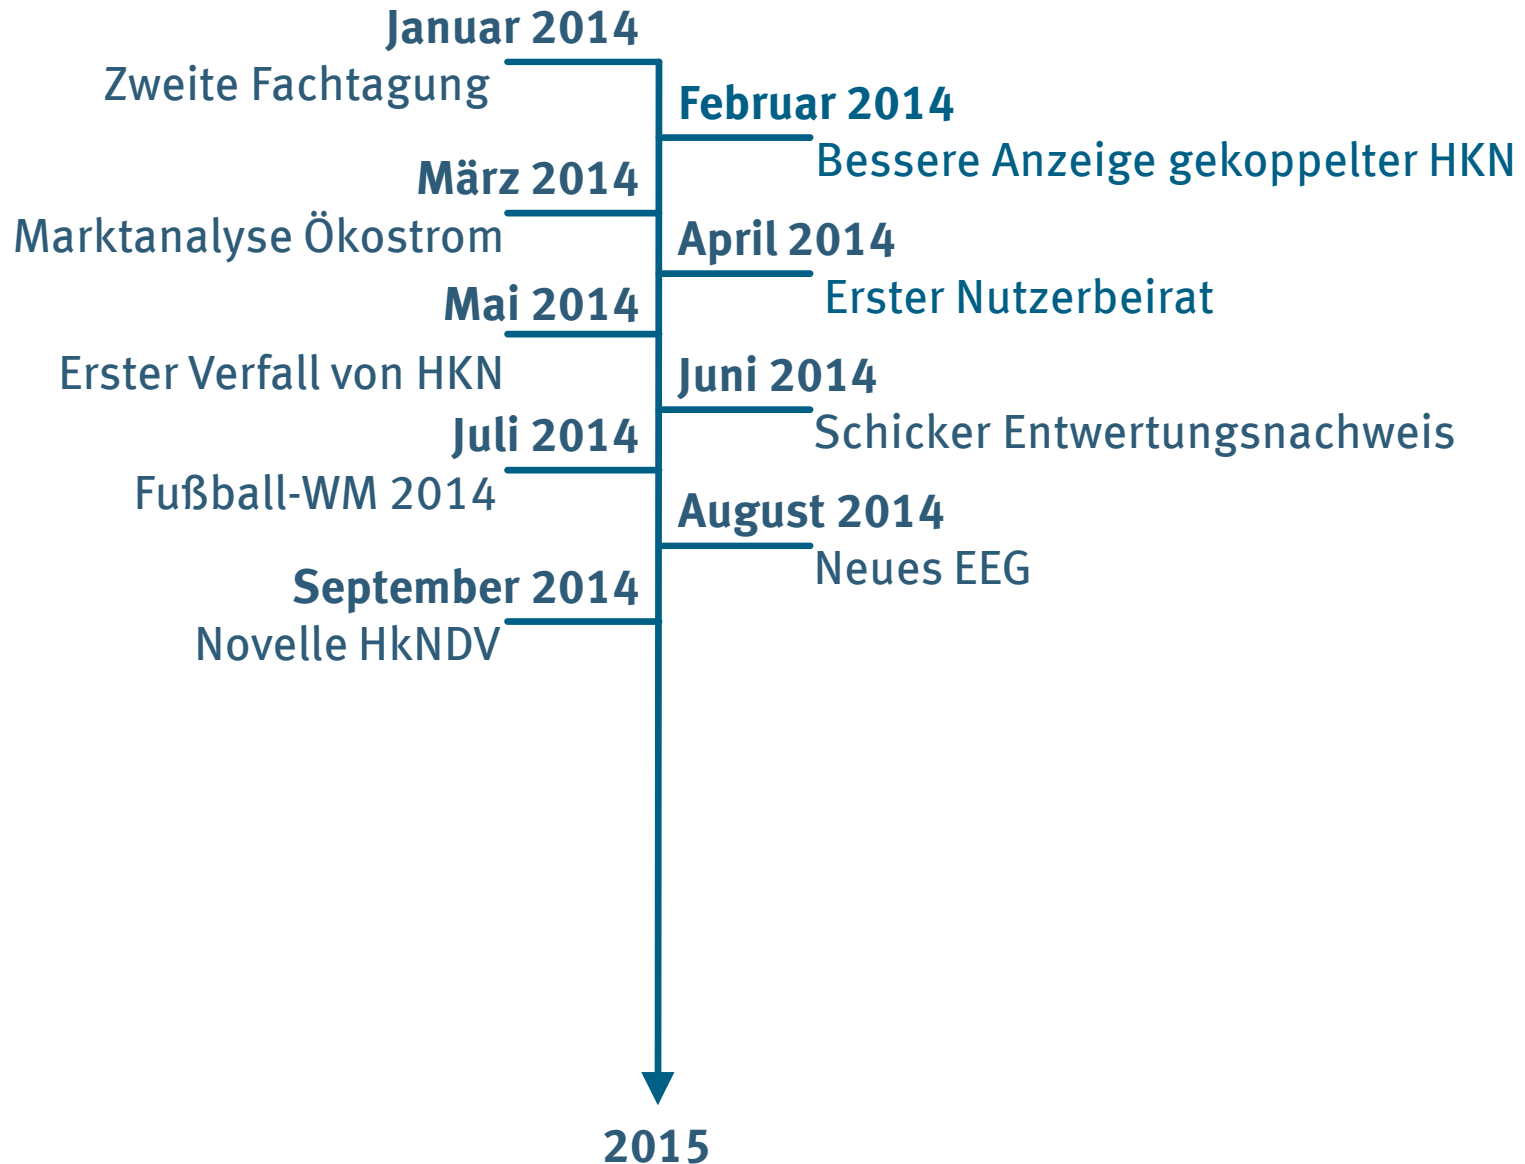 Januar 2014
Zweite Fachtagung
Februar 2014
Bessere Anzeige gekoppelter HKN
März 2014
Marktanalyse Ökostrom
April 2014
Erster Nutzerbeirat
Mai 2014
Erster Verfall von HKN
Juni 2014
Schicker Entwertungsnachweis
Juli 2014
Fußball-WM 2014
August 2014
Neues EEG
September 2014
Novelle HkNDV
2015